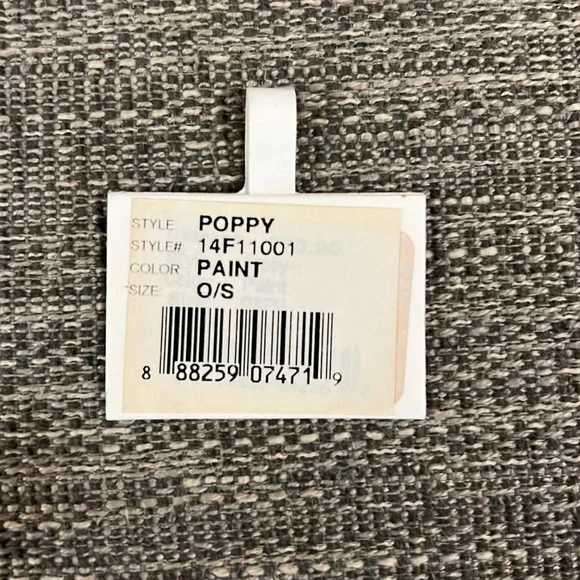 STYLE: POPPY
STYLE# 14F11001
COLOR: PAINT
SIZE: O/S
8 88259 07471 9